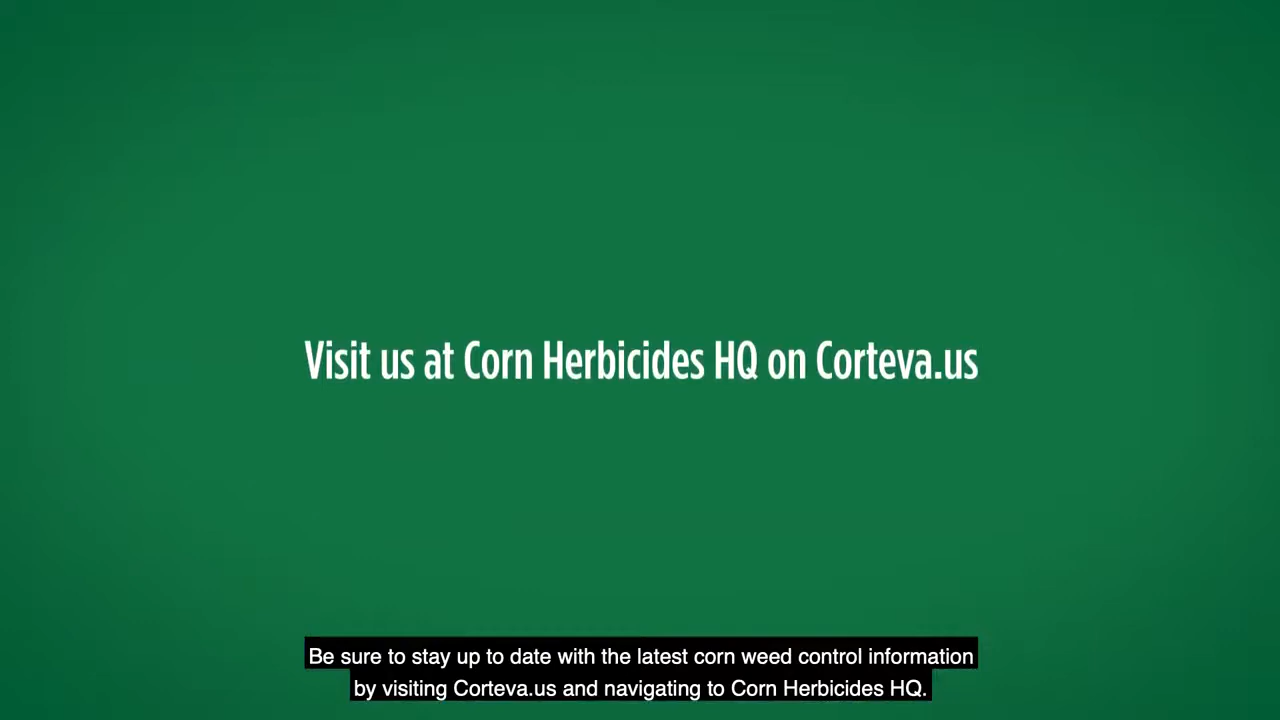 Visit us at Corn Herbicides HQ on Corteva.us
Be sure to stay up to date with the latest corn weed control information
by visiting Corteva.us and navigating to Corn Herbicides HQ.